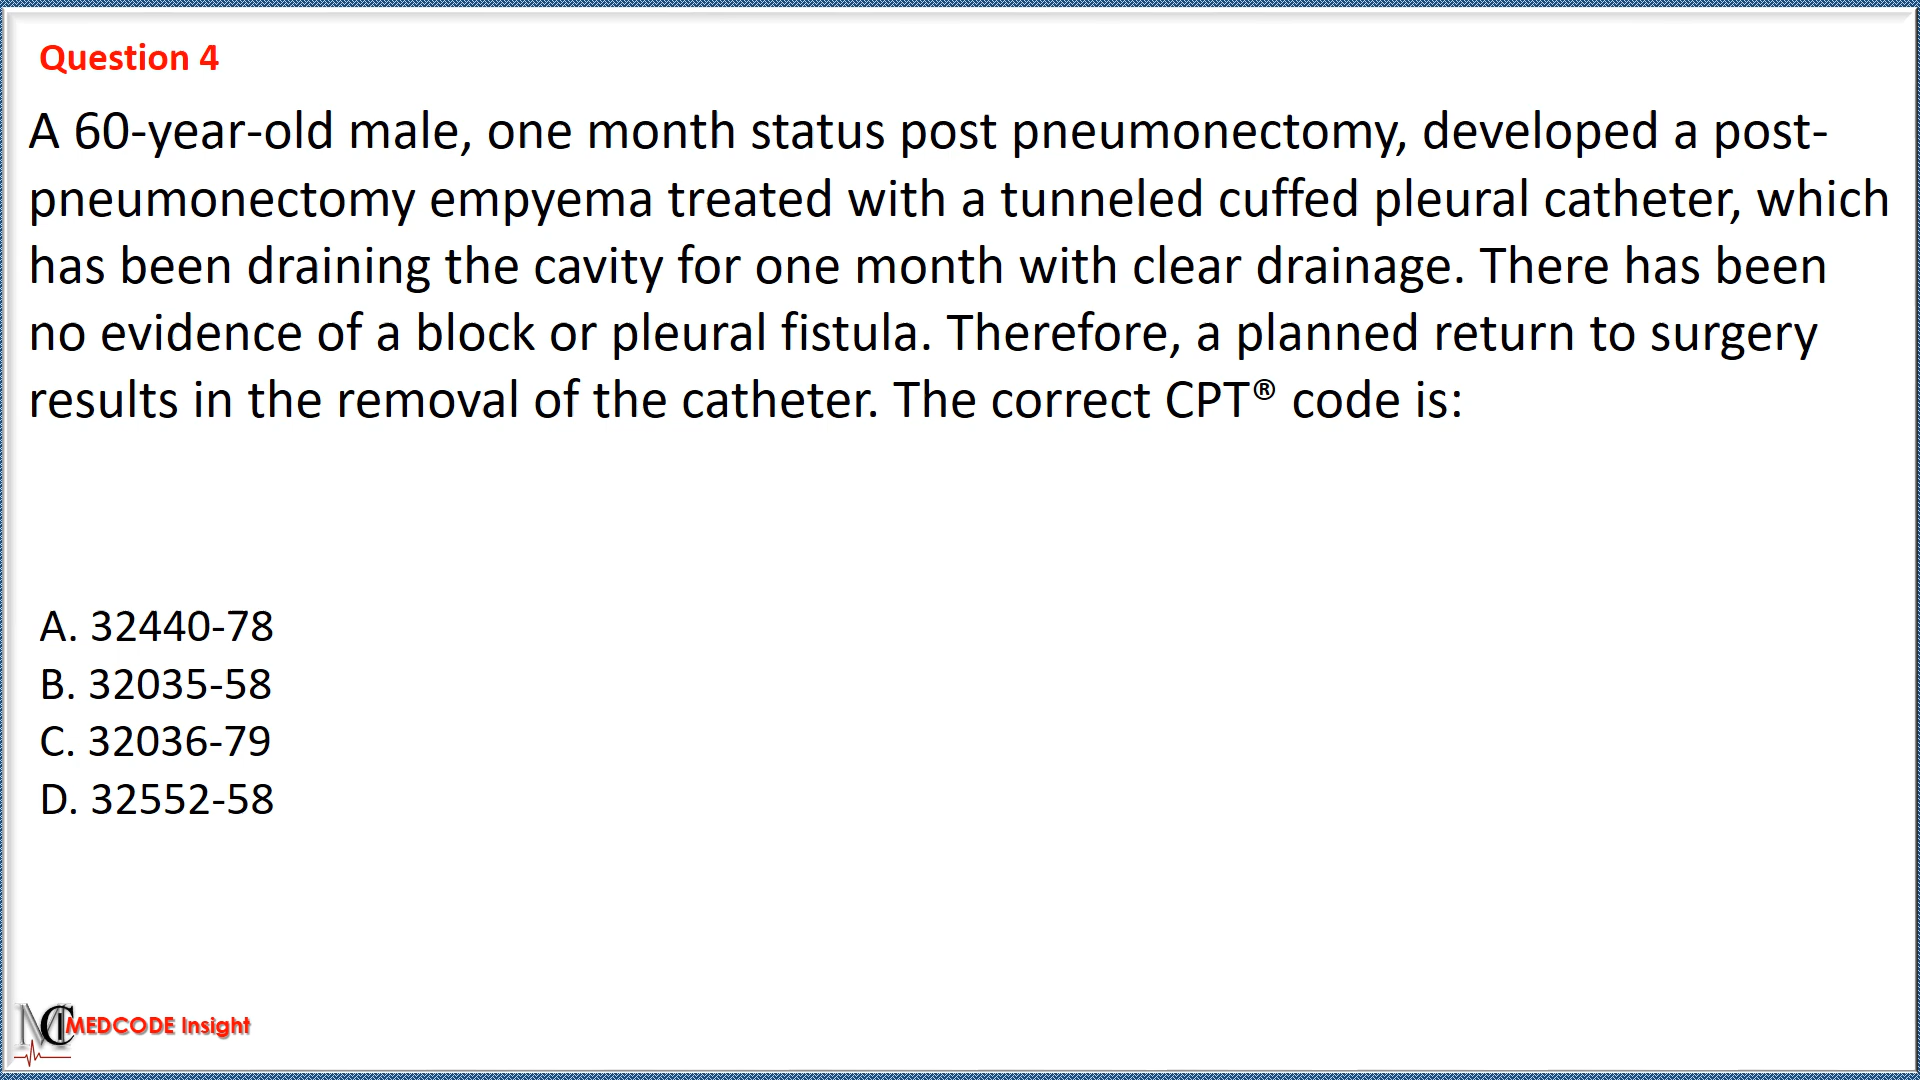 Question 4
A 60-year-old male, one month status post pneumonectomy, developed a post-
pneumonectomy empyema treated with a tunneled cuffed pleural catheter, which
has been draining the cavity for one month with clear drainage. There has been
no evidence of a block or pleural fistula. Therefore, a planned return to surgery
results in the removal of the catheter. The correct CPT® code is:
A. 32440-78
B. 32035-58
C. 32036-79
D. 32552-58
MC MEDCODE Insight